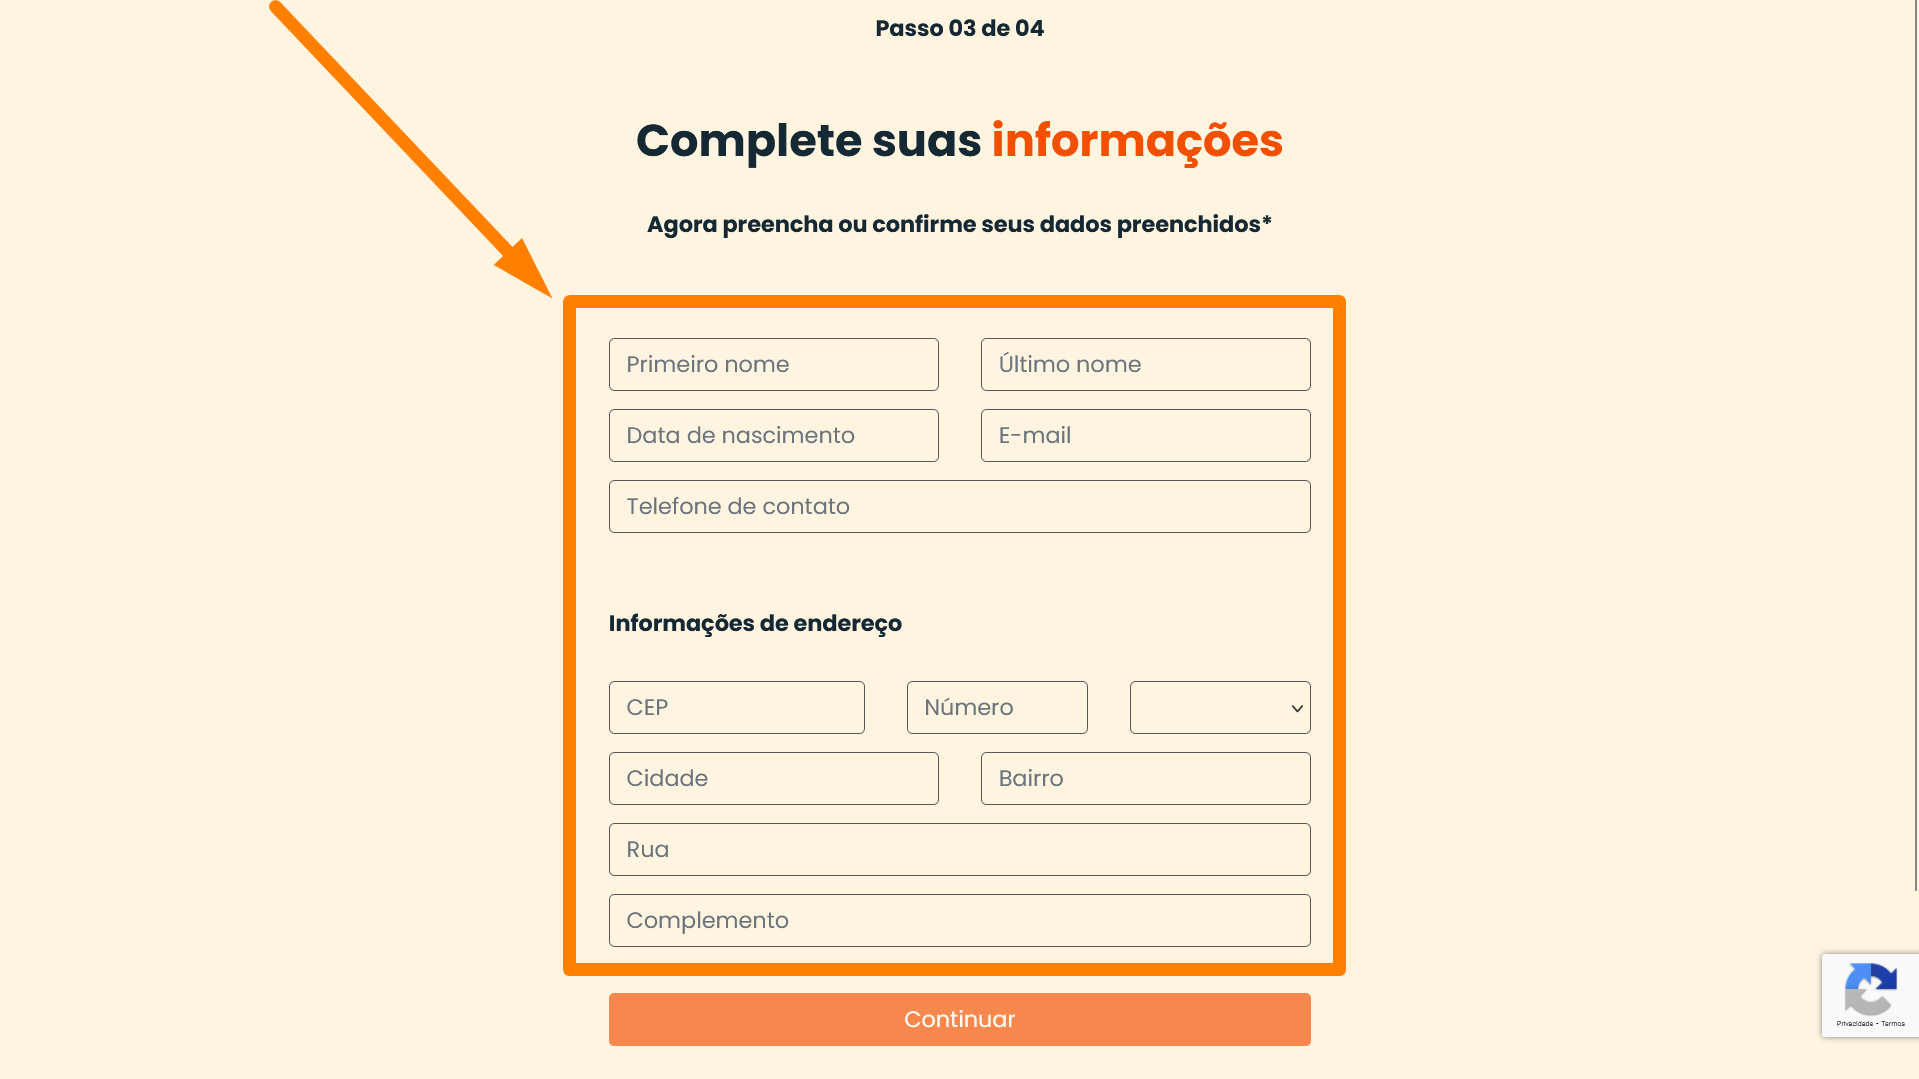 Passo 03 de 04
Complete suas informações
Agora preencha ou confirme seus dados preenchidos*
Primeiro nome
Último nome
Data de nascimento
E-mail
Telefone de contato
Informações de endereço
CEP
Número
Cidade
Bairro
Rua
Complemento
Continuar
Privacidade - Termos